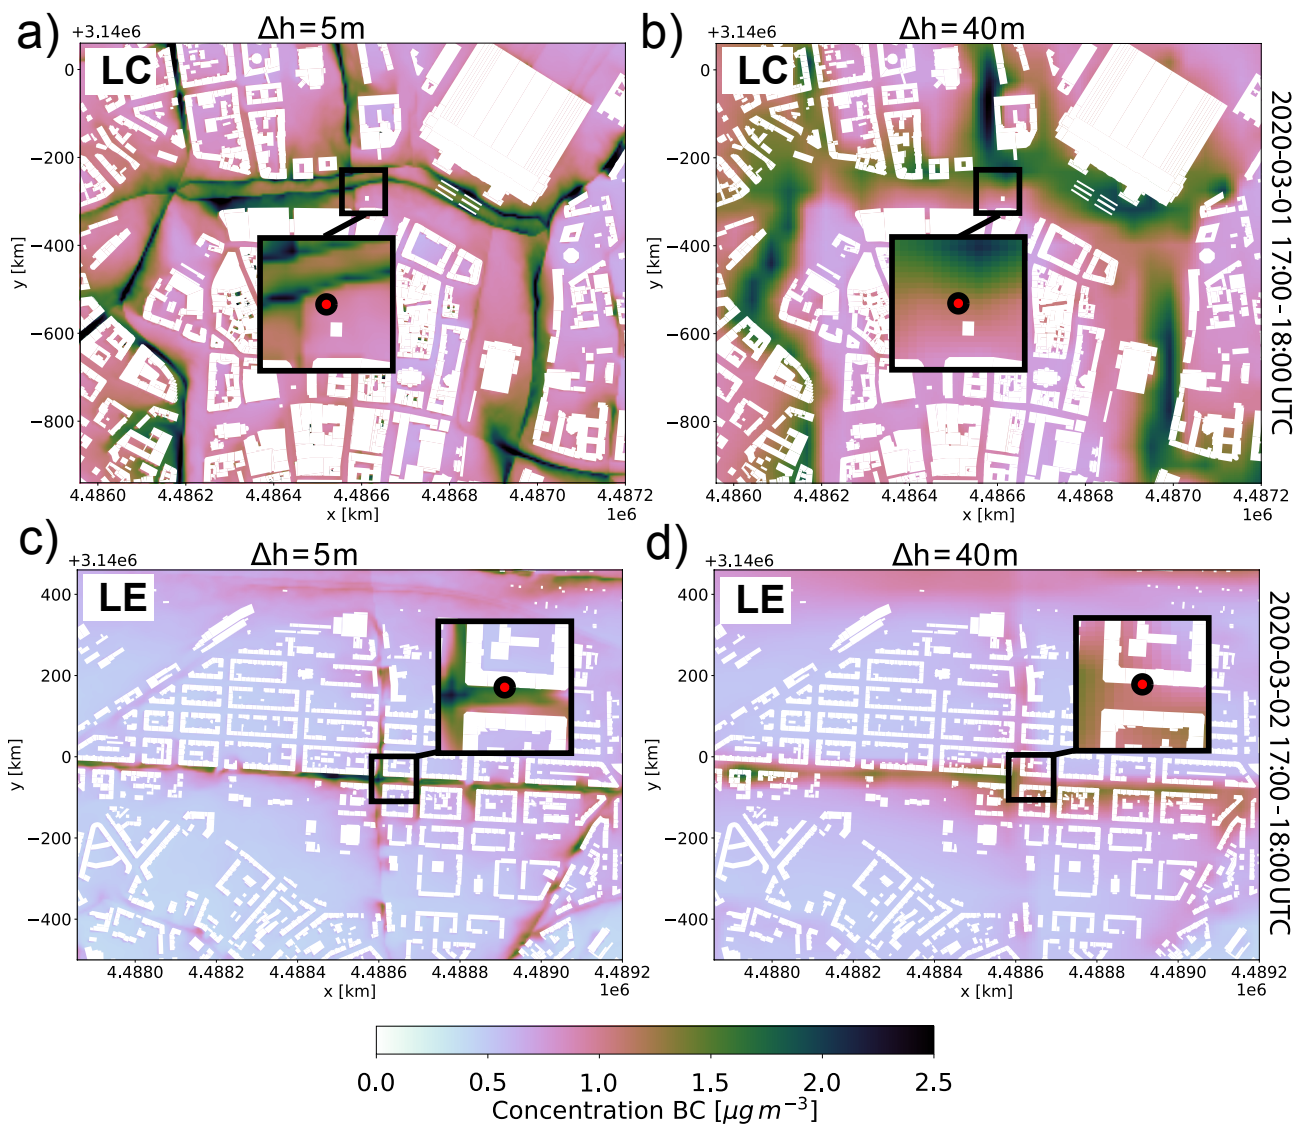 a)
Δh = 5m
+3.14e6
LC
0
−200
−400
−600
−800
y [km]
4.4860
4.4862
4.4864
4.4866
4.4868
4.4870
4.4872
x [km]
1e6
b)
Δh = 40m
+3.14e6
LC
0
−200
−400
−600
−800
y [km]
4.4860
4.4862
4.4864
4.4866
4.4868
4.4870
4.4872
x [km]
1e6
2020-03-01 17:00 - 18:00 UTC
c)
Δh = 5m
+3.14e6
LE
400
200
0
−200
−400
y [km]
4.4880
4.4882
4.4884
4.4886
4.4888
4.4890
4.4892
x [km]
1e6
d)
Δh = 40m
+3.14e6
LE
400
200
0
−200
−400
y [km]
4.4880
4.4882
4.4884
4.4886
4.4888
4.4890
4.4892
x [km]
1e6
2020-03-02 17:00 - 18:00 UTC
0.0
0.5
1.0
1.5
2.0
2.5
Concentration BC [μg m⁻³]